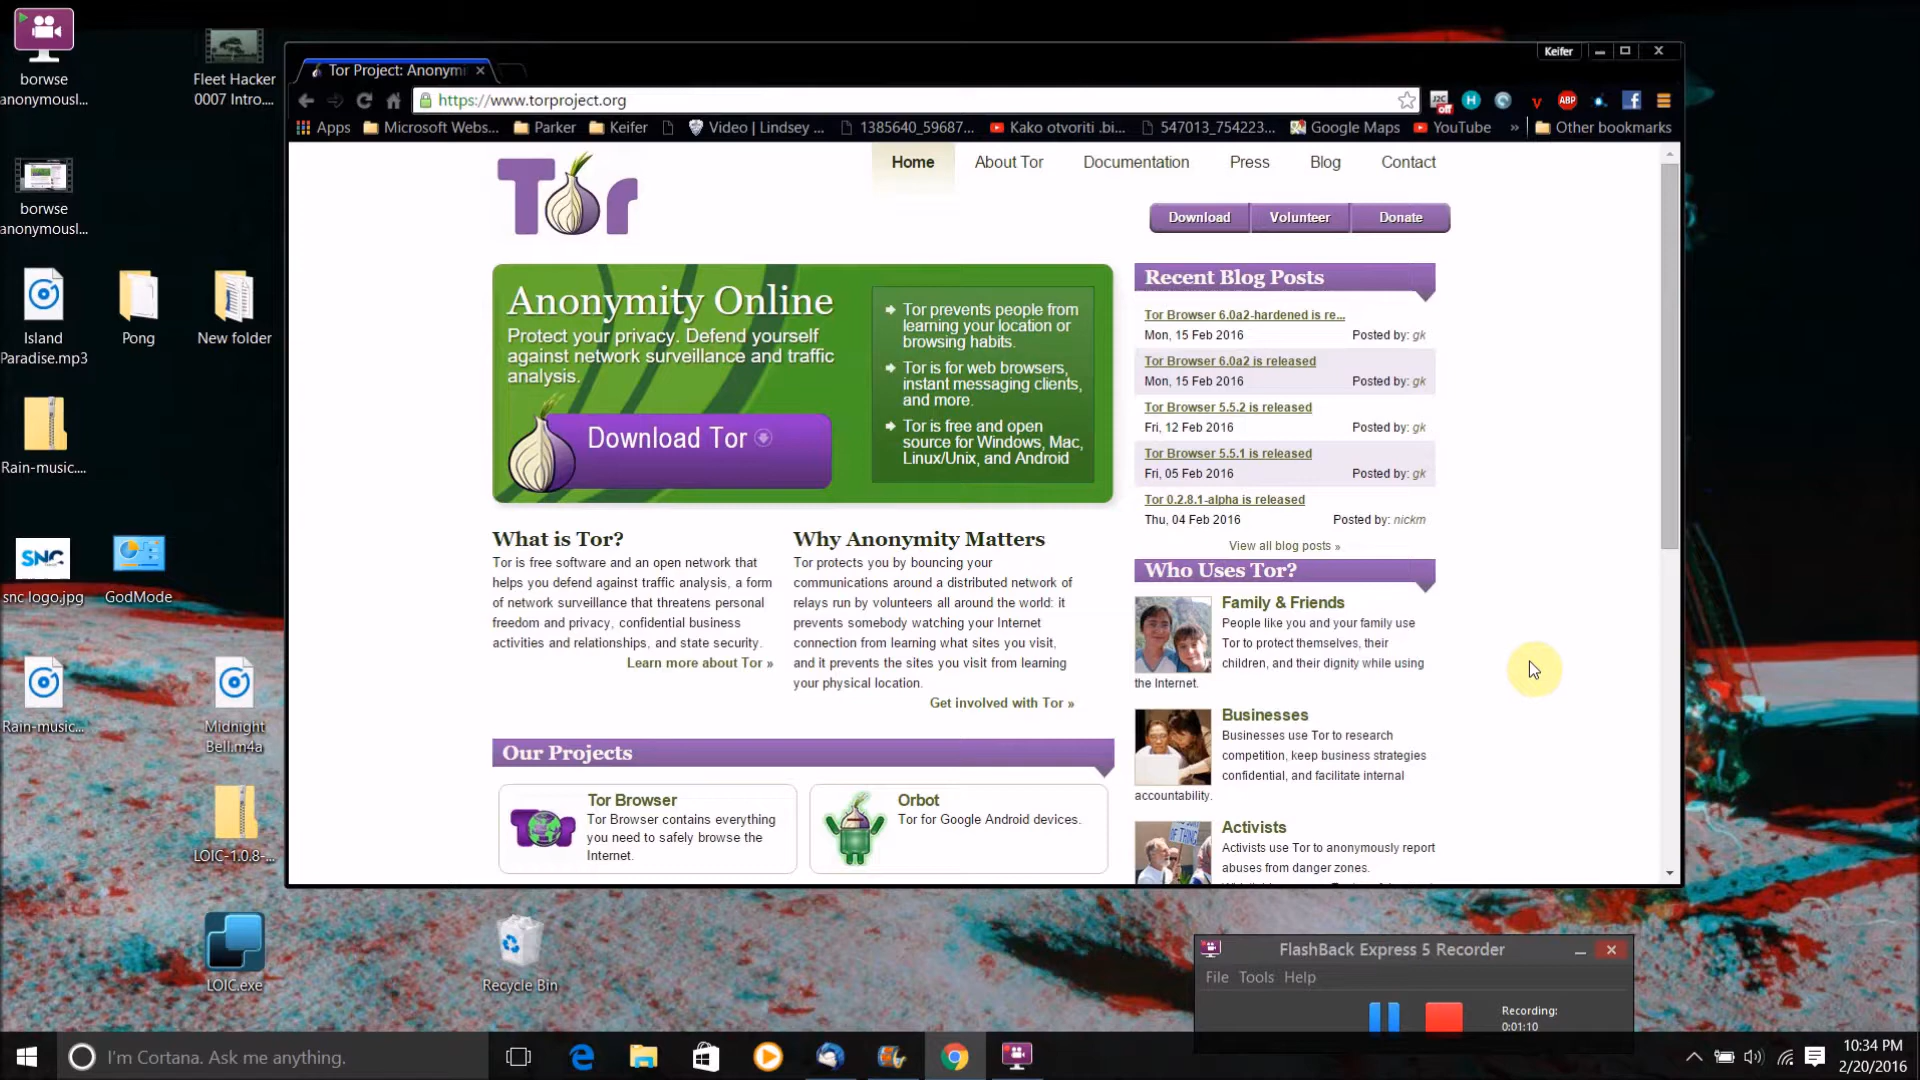 borwse
anonymousl...
Fleet Hacker
0007 Intro....
borwse
anonymousl...
Island
Paradise.mp3
Pong
New folder
Rain-music....
SNC
snc logo.jpg
GodMode
Rain-music...
Midnight
Bell.m4a
LOIC-1.0.8-...
LOIC.exe
Recycle Bin
Keifer
Tor Project: Anonymi
https://www.torproject.org
off
H
V
ABP
Apps
Microsoft Webs...
Parker
Keifer
Video | Lindsey ...
1385640_59687...
Kako otvoriti .bi...
547013_754223...
Google Maps
YouTube
»
Other bookmarks
Tor
Home
About Tor
Documentation
Press
Blog
Contact
Download
Volunteer
Donate
Anonymity Online
Protect your privacy. Defend yourself
against network surveillance and traffic
analysis.
Download Tor
Tor prevents people from
learning your location or
browsing habits.
Tor is for web browsers,
instant messaging clients,
and more.
Tor is free and open
source for Windows, Mac,
Linux/Unix, and Android
What is Tor?
Tor is free software and an open network that
helps you defend against traffic analysis, a form
of network surveillance that threatens personal
freedom and privacy, confidential business
activities and relationships, and state security.
Learn more about Tor »
Why Anonymity Matters
Tor protects you by bouncing your
communications around a distributed network of
relays run by volunteers all around the world: it
prevents somebody watching your Internet
connection from learning what sites you visit,
and it prevents the sites you visit from learning
your physical location.
Get involved with Tor »
Our Projects
Tor
Tor Browser
Tor Browser contains everything
you need to safely browse the
Internet.
Orbot
Tor for Google Android devices.
Recent Blog Posts
Tor Browser 6.0a2-hardened is re...
Mon, 15 Feb 2016 Posted by: gk
Tor Browser 6.0a2 is released
Mon, 15 Feb 2016 Posted by: gk
Tor Browser 5.5.2 is released
Fri, 12 Feb 2016 Posted by: gk
Tor Browser 5.5.1 is released
Fri, 05 Feb 2016 Posted by: gk
Tor 0.2.8.1-alpha is released
Thu, 04 Feb 2016 Posted by: nickm
View all blog posts »
Who Uses Tor?
Family & Friends
People like you and your family use
Tor to protect themselves, their
children, and their dignity while using
the Internet.
Businesses
Businesses use Tor to research
competition, keep business strategies
confidential, and facilitate internal
accountability.
Activists
Activists use Tor to anonymously report
abuses from danger zones.
FlashBack Express 5 Recorder
File Tools Help
Recording:
0:01:10
I'm Cortana. Ask me anything.
10:34 PM
2/20/2016